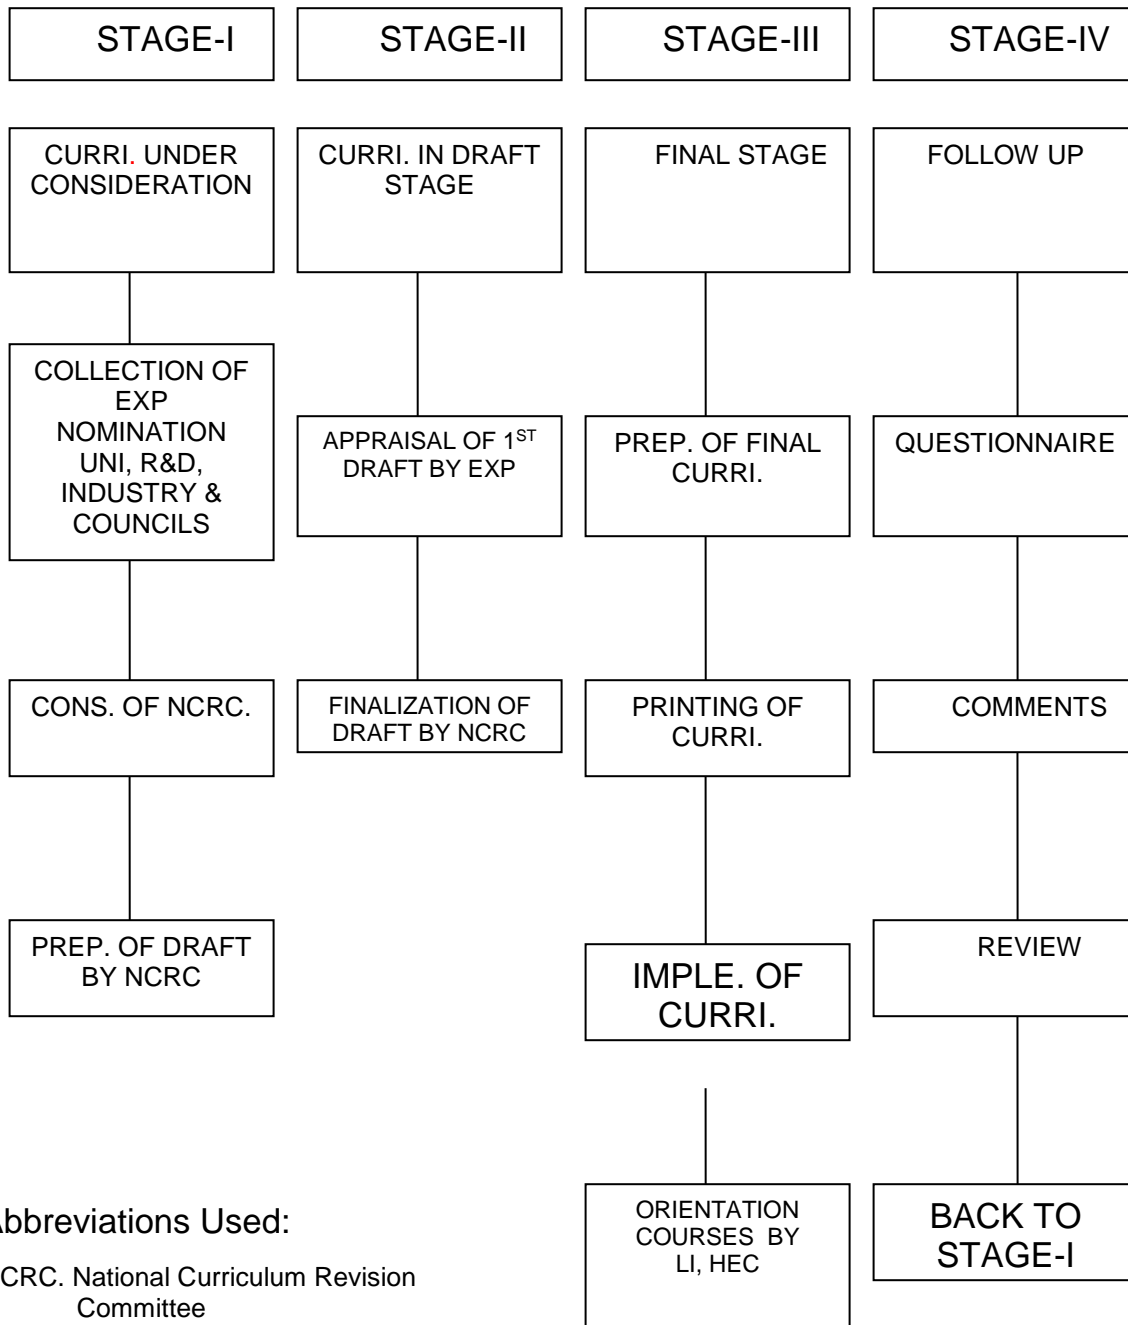 STAGE-I
STAGE-II
STAGE-III
STAGE-IV
CURRI. UNDER
CONSIDERATION
COLLECTION OF
EXP
NOMINATION
UNI, R&D,
INDUSTRY &
COUNCILS
CONS. OF NCRC.
PREP. OF DRAFT
BY NCRC
CURRI. IN DRAFT
STAGE
APPRAISAL OF 1ST
DRAFT BY EXP
FINALIZATION OF
DRAFT BY NCRC
FINAL STAGE
PREP. OF FINAL
CURRI.
PRINTING OF
CURRI.
IMPLE. OF
CURRI.
ORIENTATION
COURSES BY
LI, HEC
FOLLOW UP
QUESTIONNAIRE
COMMENTS
REVIEW
BACK TO
STAGE-I
bbreviations Used:
CRC. National Curriculum Revision
Committee